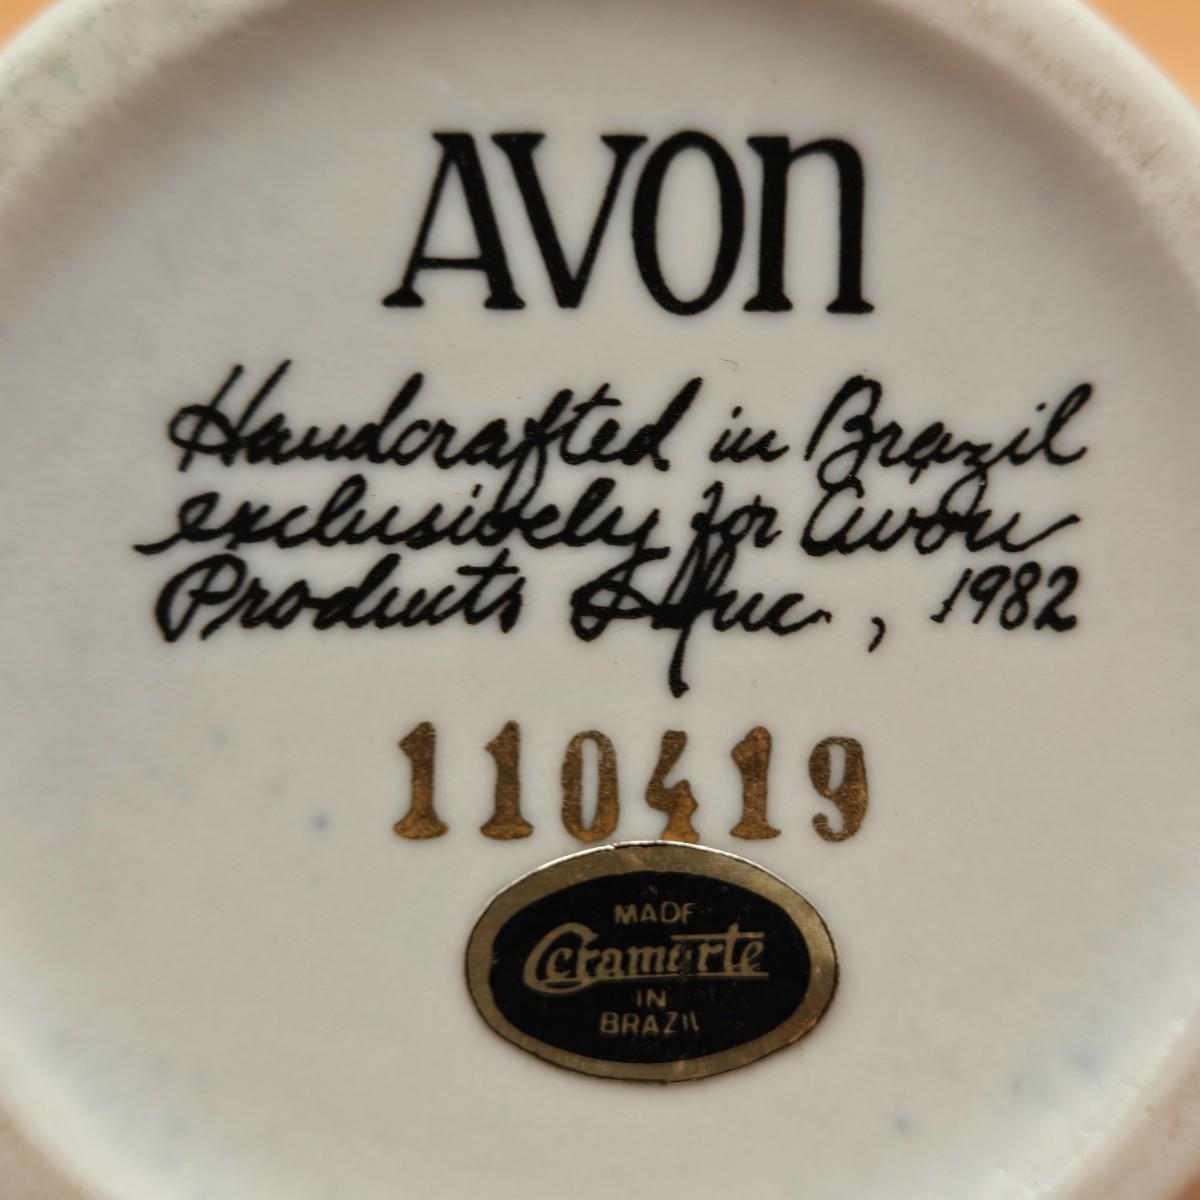 AVON
Handcrafted in Brazil
exclusively for Avon
Products Inc., 1982
110419
MADE
Ceramarte
IN
BRAZIL